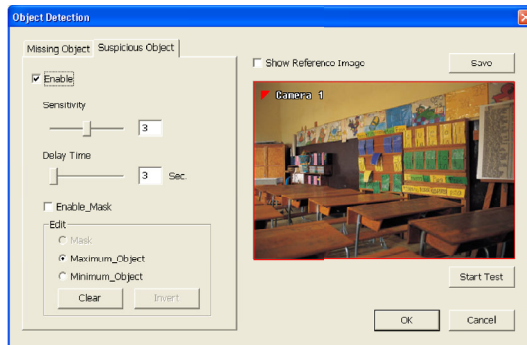 Object Detection
Missing Object
Suspicious Object
Enable
Sensitivity
3
Delay Time
3 Sec.
Enable_Mask
Edit
Mask
Maximum_Object
Minimum_Object
Clear
Invert
Show Reference Image
Save
Camera 1
Start Test
OK
Cancel